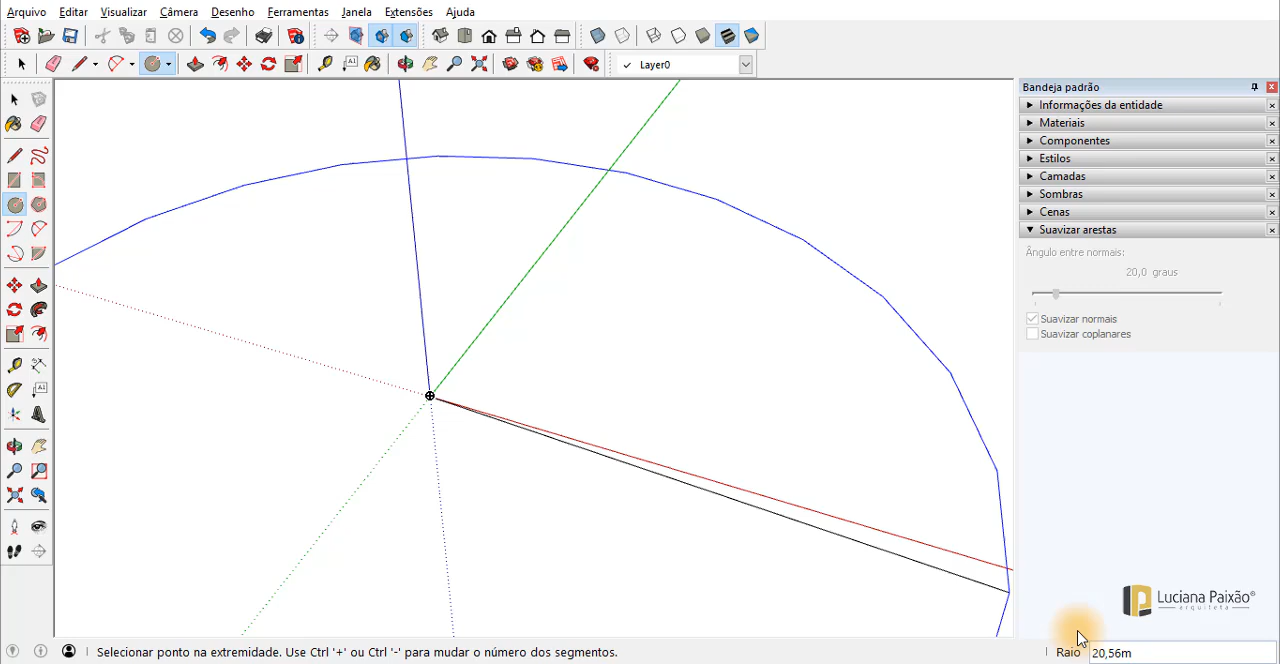 Arquivo Editar Visualizar Câmera Desenho Ferramentas Janela Extensões Ajuda
Layer0
Bandeja padrão
Informações da entidade
Materiais
Componentes
Estilos
Camadas
Sombras
Cenas
Suavizar arestas
Ângulo entre normais:
20,0 graus
Suavizar normais
Suavizar coplanares
Luciana Paixão®
arquiteta
Selecionar ponto na extremidade. Use Ctrl '+' ou Ctrl '-' para mudar o número dos segmentos.
Raio 20,56m